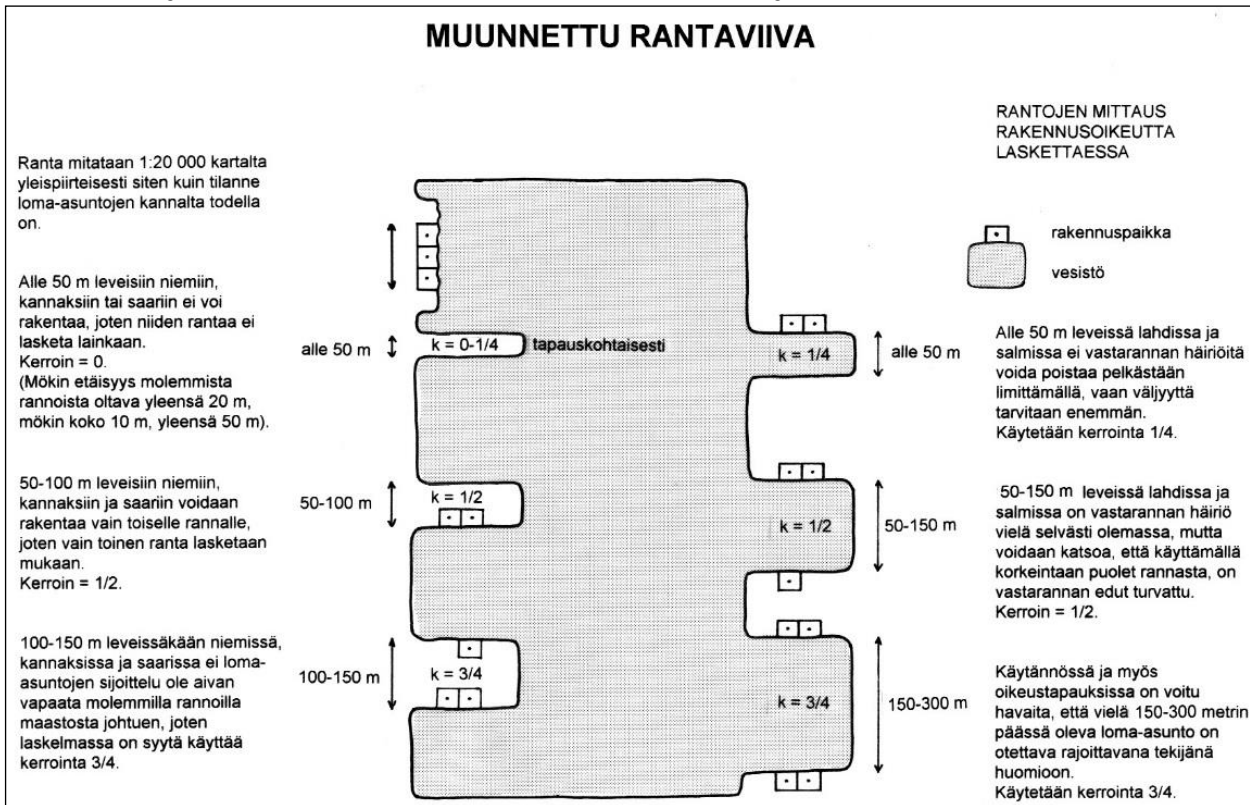 MUUNNETTU RANTAVIIVA
Ranta mitataan 1:20 000 kartalta
yleispiirteisesti siten kuin tilanne
loma-asuntojen kannalta todella
on.
Alle 50 m leveisiin niemiin,
kannaksiin tai saariin ei voi
rakentaa, joten niiden rantaa ei
lasketa lainkaan.
Kerroin = 0.
(Mökin etäisyys molemmista
rannoista oltava yleensä 20 m,
mökin koko 10 m, yleensä 50 m).
50-100 m leveisiin niemiin,
kannaksiin ja saariin voidaan
rakentaa vain toiselle rannalle,
joten vain toinen ranta lasketaan
mukaan.
Kerroin = 1/2.
100-150 m leveissäkään niemissä,
kannaksissa ja saarissa ei loma-
asuntojen sijoittelu ole aivan
vapaata molemmilla rannoilla
maastosta johtuen, joten
laskelmassa on syytä käyttää
kerrointa 3/4.
alle 50 m
k = 0-1/4
tapauskohtaisesti
50-100 m
k = 1/2
100-150 m
k = 3/4
k = 1/4
alle 50 m
k = 1/2
50-150 m
k = 3/4
150-300 m
RANTOJEN MITTAUS
RAKENNUSOIKEUTTA
LASKETTAESSA
rakennuspaikka
vesistö
Alle 50 m leveissä lahdissa ja
salmissa ei vastarannan häiriöitä
voida poistaa pelkästään
limittämällä, vaan väljyyttä
tarvitaan enemmän.
Käytetään kerrointa 1/4.
50-150 m leveissä lahdissa ja
salmissa on vastarannan häiriö
vielä selvästi olemassa, mutta
voidaan katsoa, että käyttämällä
korkeintaan puolet rannasta, on
vastarannan edut turvattu.
Kerroin = 1/2.
Käytännössä ja myös
oikeustapauksissa on voitu
havaita, että vielä 150-300 metrin
päässä oleva loma-asunto on
otettava rajoittavana tekijänä
huomioon.
Käytetään kerrointa 3/4.